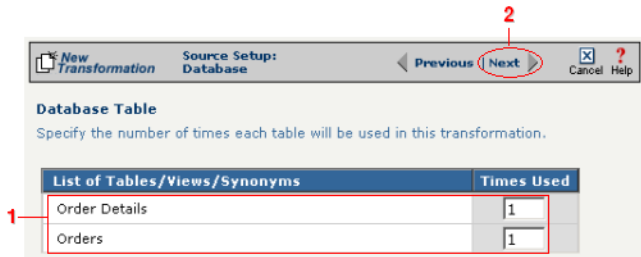 2
New Transformation
Source Setup: Database
Previous | Next
Cancel Help
Database Table
Specify the number of times each table will be used in this transformation.
List of Tables/Views/Synonyms Times Used
1
Order Details 1
Orders 1